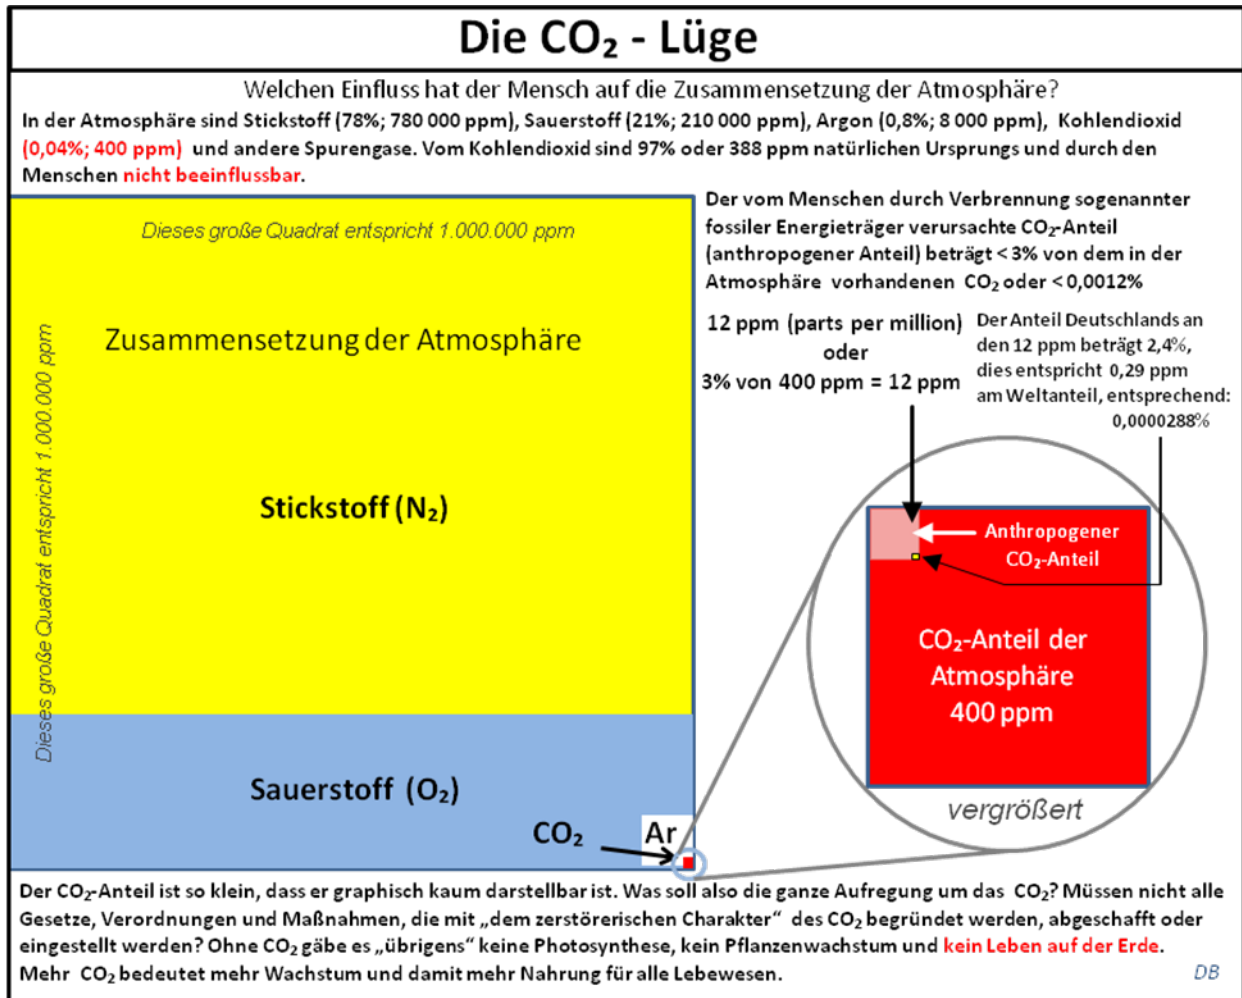 Die CO₂ - Lüge
Welchen Einfluss hat der Mensch auf die Zusammensetzung der Atmosphäre?
In der Atmosphäre sind Stickstoff (78%; 780 000 ppm), Sauerstoff (21%; 210 000 ppm), Argon (0,8%; 8 000 ppm), Kohlendioxid
(0,04%; 400 ppm) und andere Spurengase. Vom Kohlendioxid sind 97% oder 388 ppm natürlichen Ursprungs und durch den
Menschen nicht beeinflussbar.
Dieses große Quadrat entspricht 1.000.000 ppm
Dieses große Quadrat entspricht 1.000.000 ppm
Zusammensetzung der Atmosphäre
Stickstoff (N₂)
Sauerstoff (O₂)
CO₂
Ar
Der vom Menschen durch Verbrennung sogenannter
fossiler Energieträger verursachte CO₂-Anteil
(anthropogener Anteil) beträgt < 3% von dem in der
Atmosphäre vorhandenen CO₂ oder < 0,0012%
12 ppm (parts per million)
oder
3% von 400 ppm = 12 ppm
Der Anteil Deutschlands an
den 12 ppm beträgt 2,4%,
dies entspricht 0,29 ppm
am Weltanteil, entsprechend:
0,0000288%
Anthropogener
CO₂-Anteil
CO₂-Anteil der
Atmosphäre
400 ppm
vergrößert
Der CO₂-Anteil ist so klein, dass er graphisch kaum darstellbar ist. Was soll also die ganze Aufregung um das CO₂? Müssen nicht alle
Gesetze, Verordnungen und Maßnahmen, die mit „dem zerstörerischen Charakter“ des CO₂ begründet werden, abgeschafft oder
eingestellt werden? Ohne CO₂ gäbe es „übrigens“ keine Photosynthese, kein Pflanzenwachstum und kein Leben auf der Erde.
Mehr CO₂ bedeutet mehr Wachstum und damit mehr Nahrung für alle Lebewesen.
DB